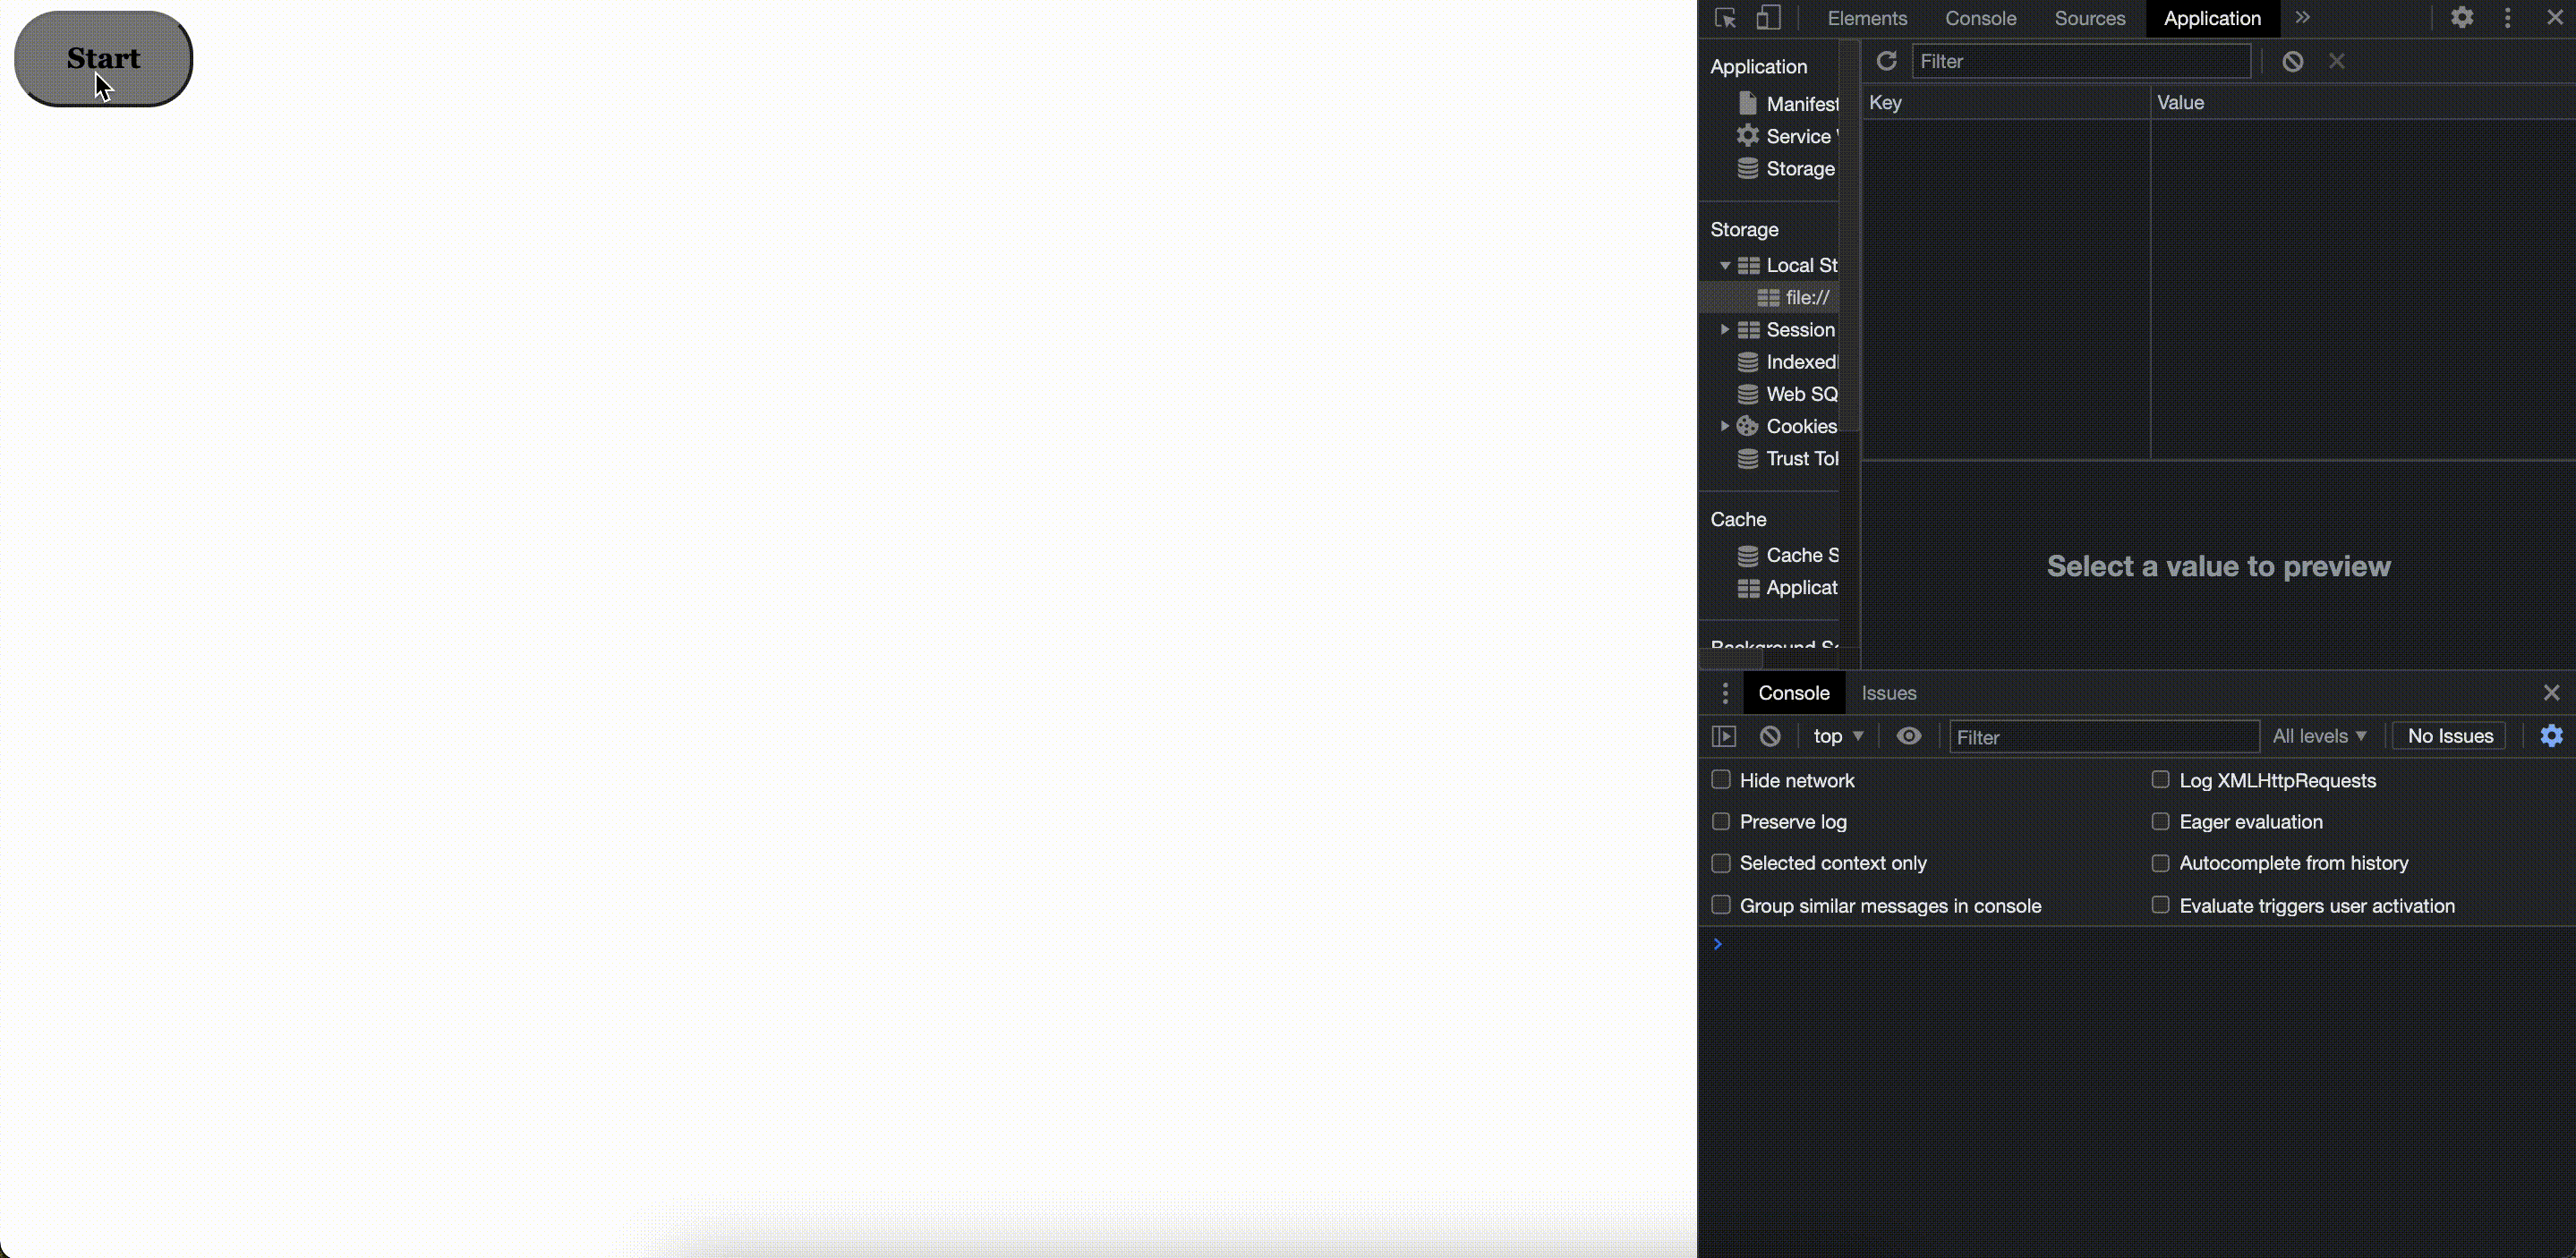 Start
Elements Console Sources Application
Application
Manifest
Service
Storage
Storage
Local St
file://
Session
Indexed
Web SQ
Cookies
Trust Tol
Cache
Cache S
Applicat
Background Se
Filter
Key Value
Select a value to preview
Console Issues
top Filter All levels No Issues
Hide network Log XMLHttpRequests
Preserve log Eager evaluation
Selected context only Autocomplete from history
Group similar messages in console Evaluate triggers user activation